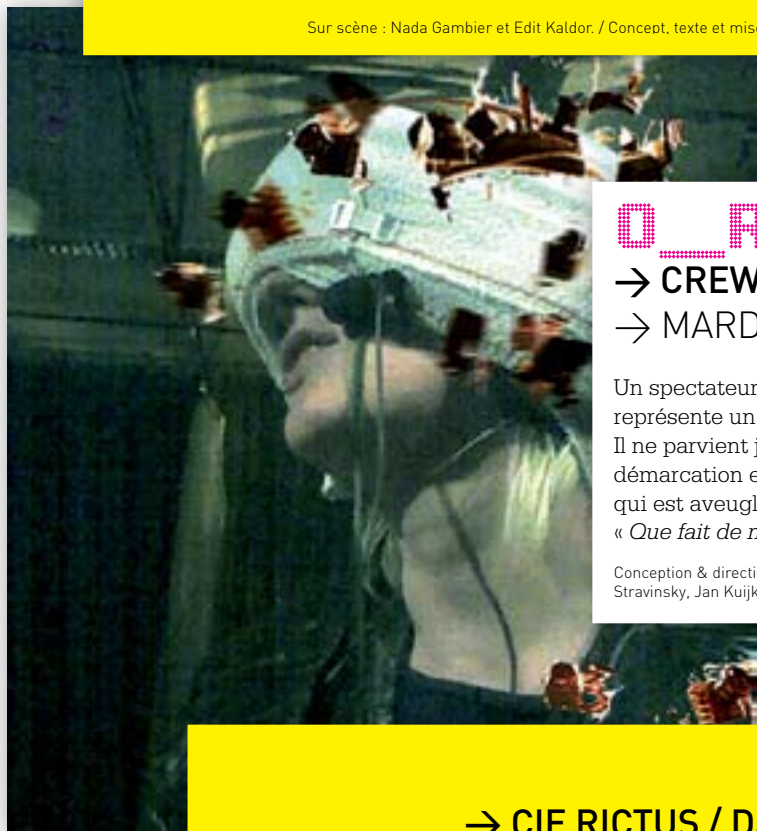 Sur scène : Nada Gambier et Edit Kaldor. / Concept, texte et mise
O__R
→ CREW
→ MARD
Un spectateur
représente un
Il ne parvient j
démarcation e
qui est aveugl
« Que fait de m
Conception & directi
Stravinsky, Jan Kuijk
→ CIE RICTUS / D